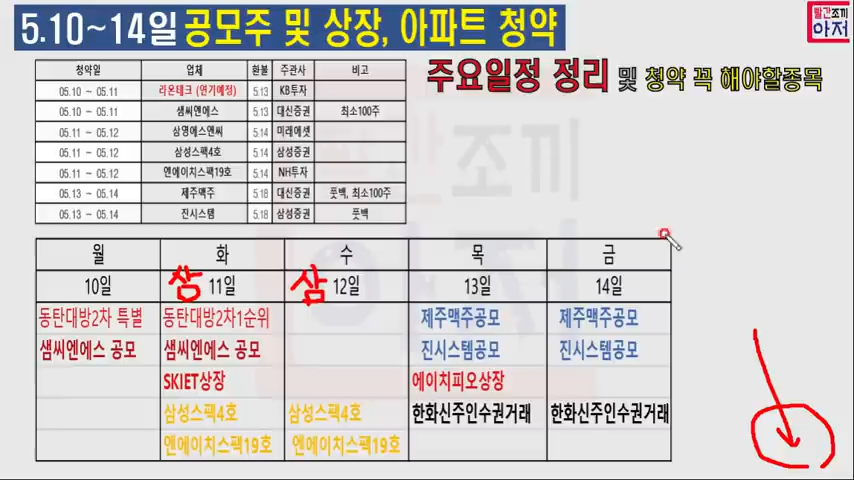 5.10~14일 공모주 및 상장, 아파트 청약
빨간조끼
아저
주요일정 정리 및 청약 꼭 해야할종목
청약일 업체 환불 주관사 비고
05.10 ~ 05.11 라온테크 (연기예정) 5.13 KB투자
05.10 ~ 05.11 샘씨엔에스 5.13 대신증권 최소100주
05.11 ~ 05.12 삼영에스앤씨 5.14 미래에셋
05.11 ~ 05.12 삼성스팩4호 5.14 삼성증권
05.11 ~ 05.12 엔에이치스팩19호 5.14 NH투자
05.13 ~ 05.14 제주맥주 5.18 대신증권 풋백, 최소100주
05.13 ~ 05.14 진시스템 5.18 삼성증권 풋백
월 화 수 목 금
10일 삼 11일 삼 12일 13일 14일
동탄대방2차 특별 동탄대방2차1순위 제주맥주공모 제주맥주공모
샘씨엔에스 공모 샘씨엔에스 공모 진시스템공모 진시스템공모
SKIET상장 에이치피오상장
삼성스팩4호 삼성스팩4호 한화신주인수권거래 한화신주인수권거래
엔에이치스팩19호 엔에이치스팩19호